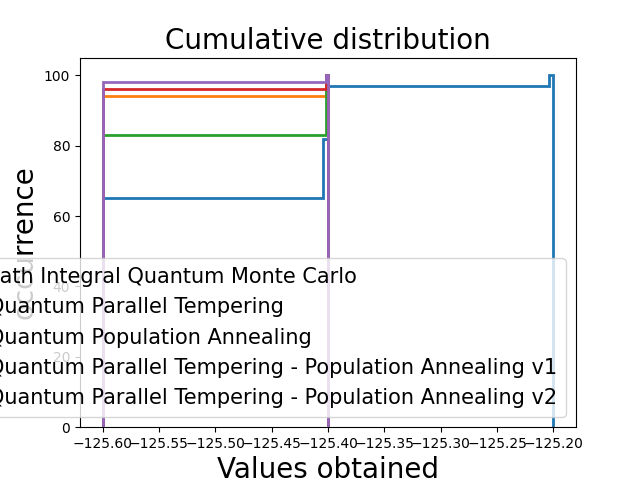 Cumulative distribution
100
80
60
40
20
0
occurrence
ath Integral Quantum Monte Carlo
Quantum Parallel Tempering
Quantum Population Annealing
Quantum Parallel Tempering - Population Annealing v1
Quantum Parallel Tempering - Population Annealing v2
−125.60 −125.55 −125.50 −125.45 −125.40 −125.35 −125.30 −125.25 −125.20
Values obtained